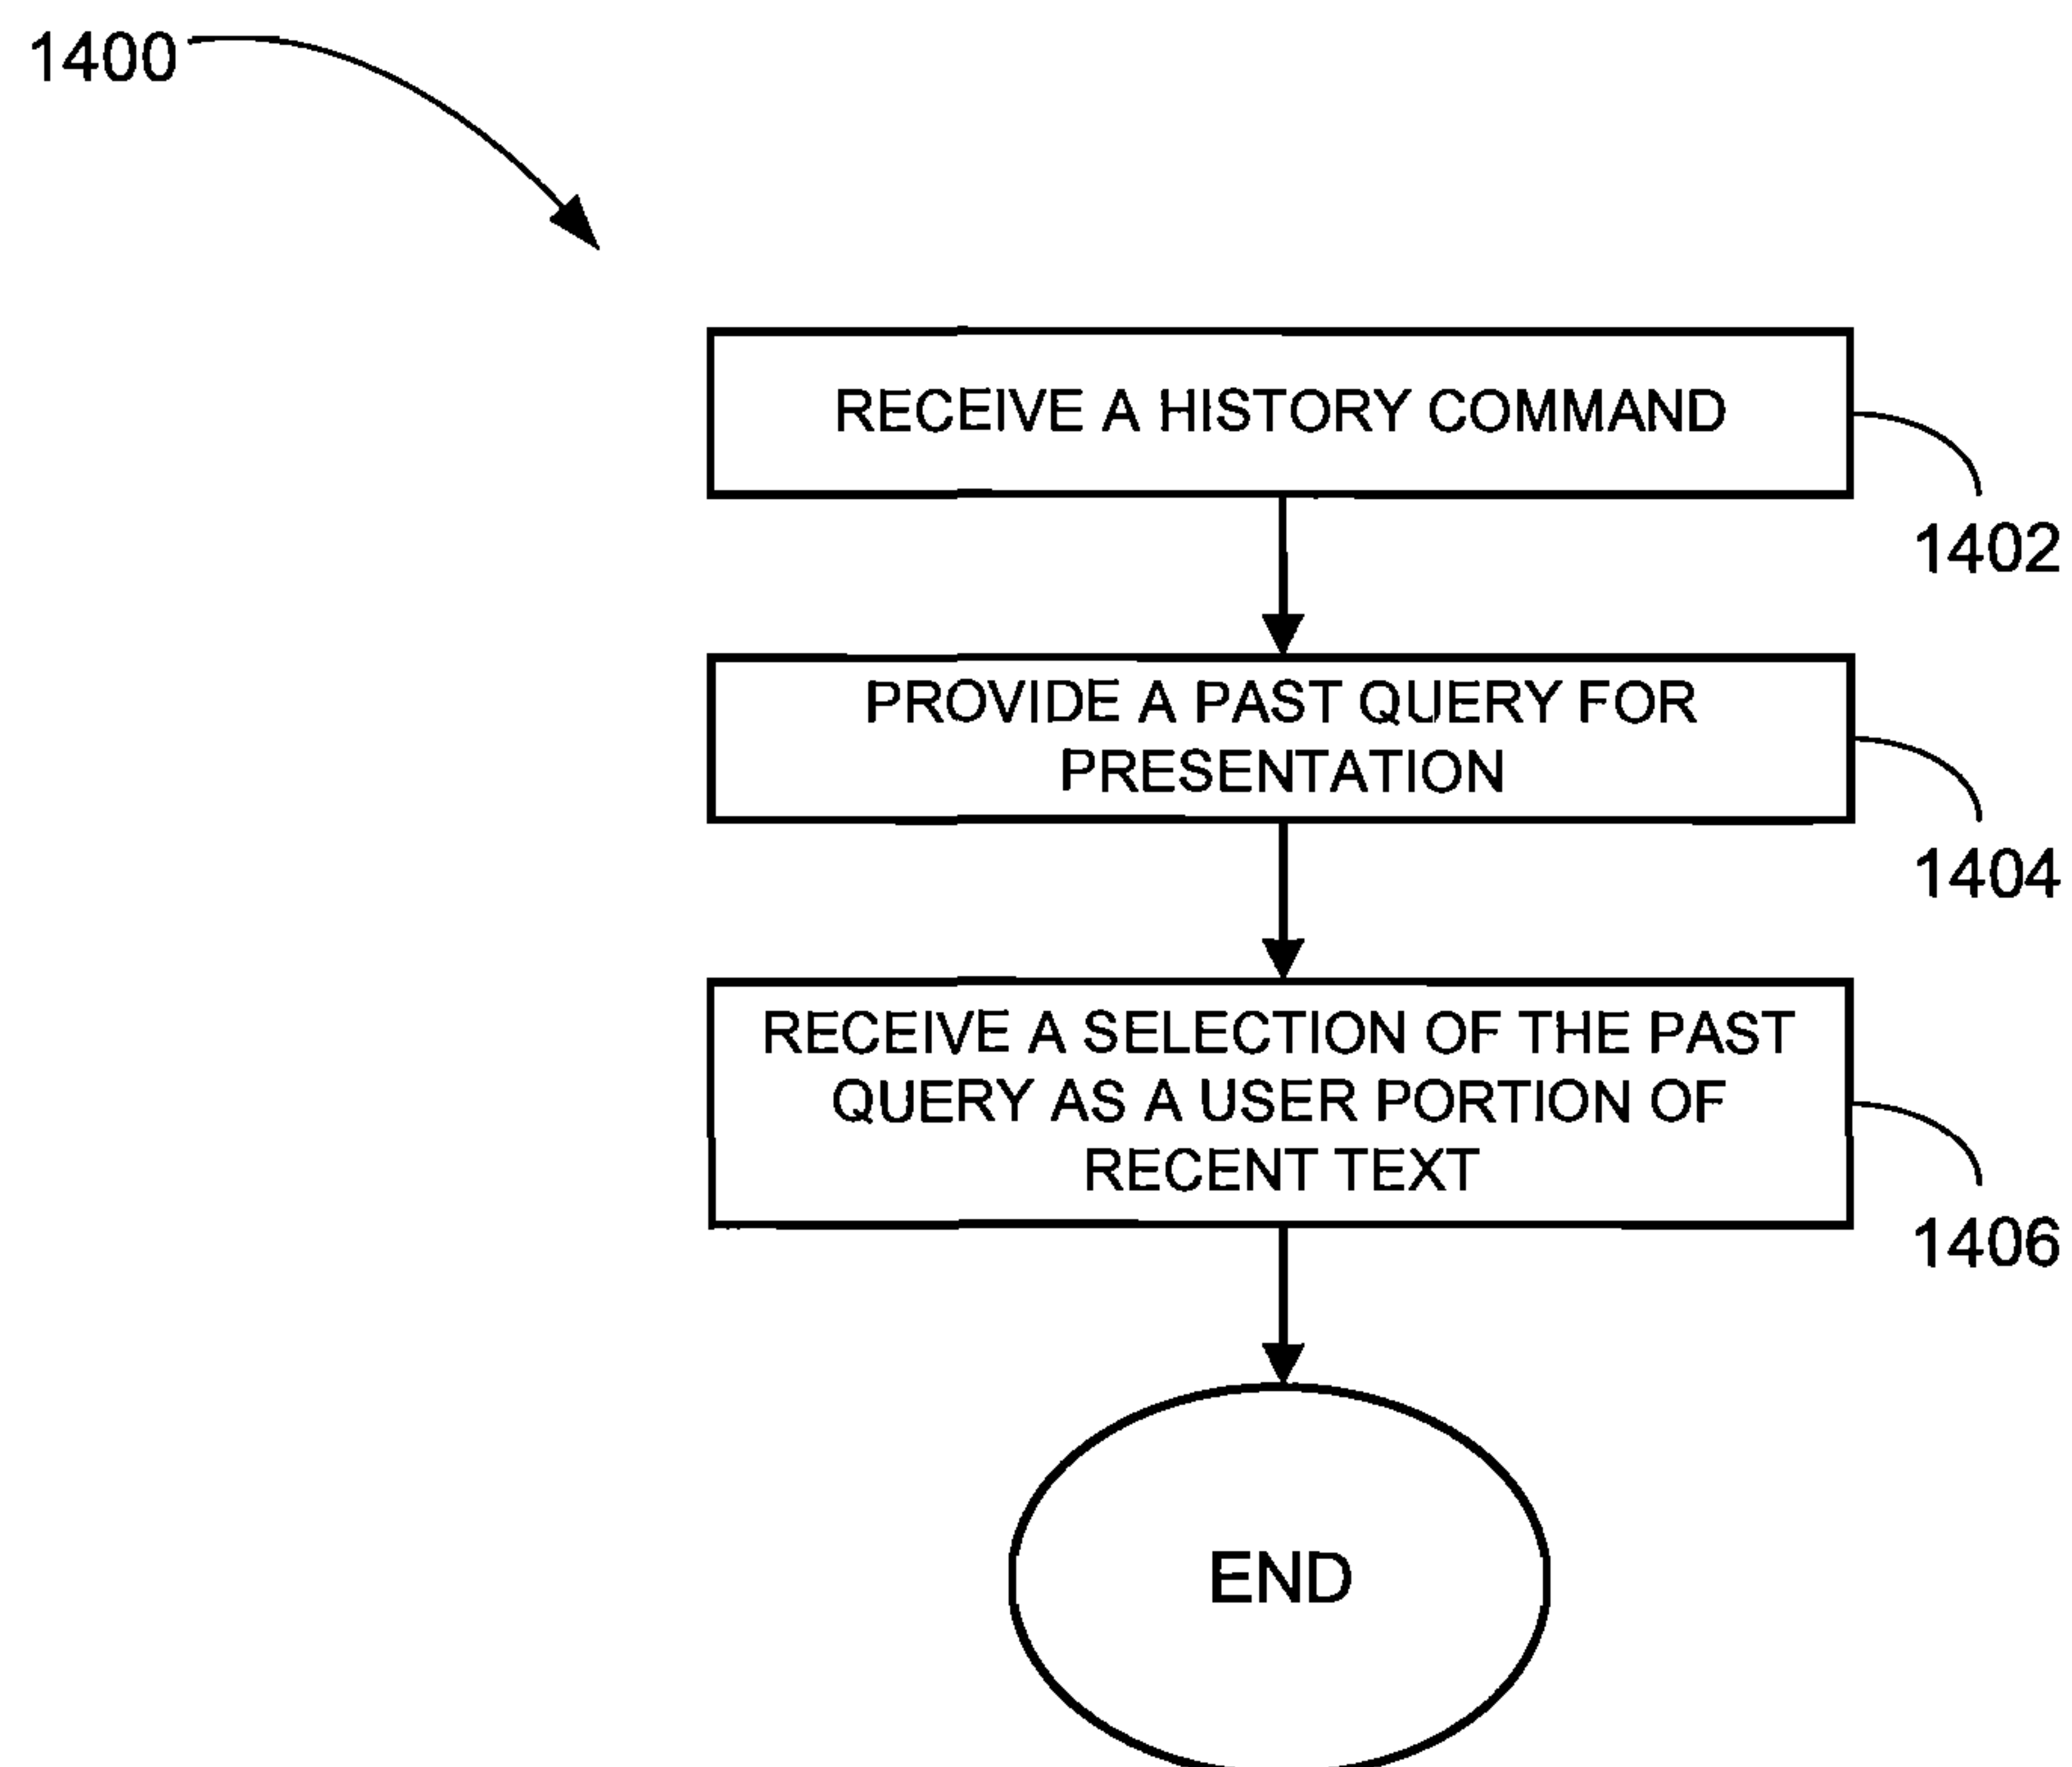 1400
RECEIVE A HISTORY COMMAND
1402
PROVIDE A PAST QUERY FOR
PRESENTATION
1404
RECEIVE A SELECTION OF THE PAST
QUERY AS A USER PORTION OF
RECENT TEXT
1406
END